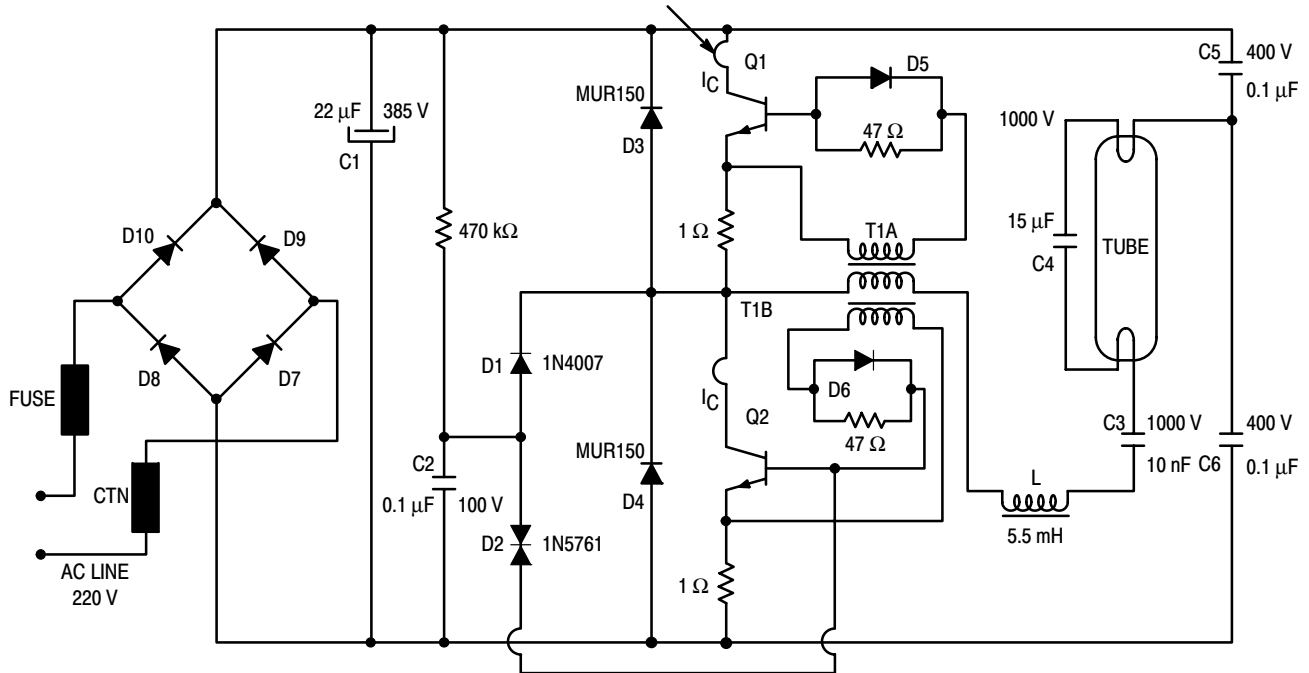 C5
400 V
0.1 µF
Q1
I_C
D5
MUR150
D3
47 Ω
1000 V
22 µF
385 V
C1
D10
D9
470 kΩ
1 Ω
T1A
15 µF
C4
TUBE
T1B
D8
D7
FUSE
D1
1N4007
D6
I_C
Q2
47 Ω
C3
1000 V
10 nF
400 V
C6
0.1 µF
C2
0.1 µF
100 V
MUR150
D4
CTN
D2
1N5761
L
5.5 mH
1 Ω
AC LINE
220 V